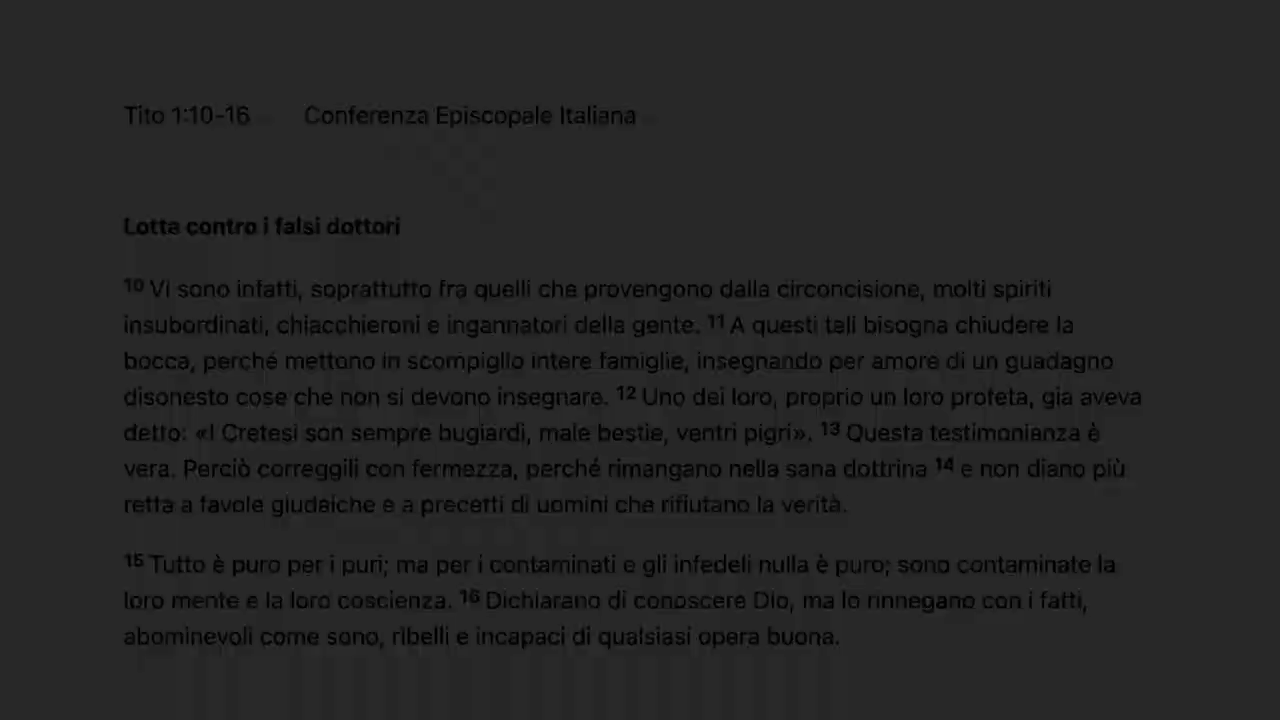 Tito 1:10-16 Conferenza Episcopale Italiana
Lotta contro i falsi dottori
10 Vi sono infatti, soprattutto fra quelli che provengono dalla circoncisione, molti spiriti
insubordinati, chiacchieroni e ingannatori della gente. 11 A questi tali bisogna chiudere la
bocca, perché mettono in scompiglio intere famiglie, insegnando per amore di un guadagno
disonesto cose che non si devono insegnare. 12 Uno dei loro, proprio un loro profeta, già aveva
detto: «I Cretesi son sempre bugiardi, male bestie, ventri pigri». 13 Questa testimonianza è
vera. Perciò correggili con fermezza, perché rimangano nella sana dottrina 14 e non diano più
retta a favole giudaiche e a precetti di uomini che rifiutano la verità.
15 Tutto è puro per i puri; ma per i contaminati e gli infedeli nulla è puro; sono contaminate la
loro mente e la loro coscienza. 16 Dichiarano di conoscere Dio, ma lo rinnegano con i fatti,
abominevoli come sono, ribelli e incapaci di qualsiasi opera buona.